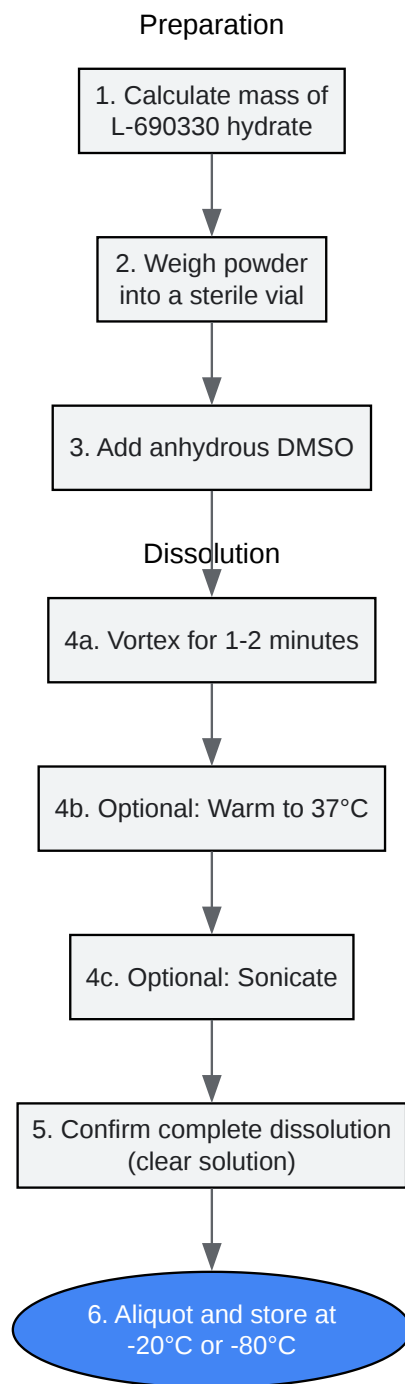 Preparation
1. Calculate mass of
L-690330 hydrate
2. Weigh powder
into a sterile vial
3. Add anhydrous DMSO
Dissolution
4a. Vortex for 1-2 minutes
4b. Optional: Warm to 37°C
4c. Optional: Sonicate
5. Confirm complete dissolution
(clear solution)
6. Aliquot and store at
-20°C or -80°C